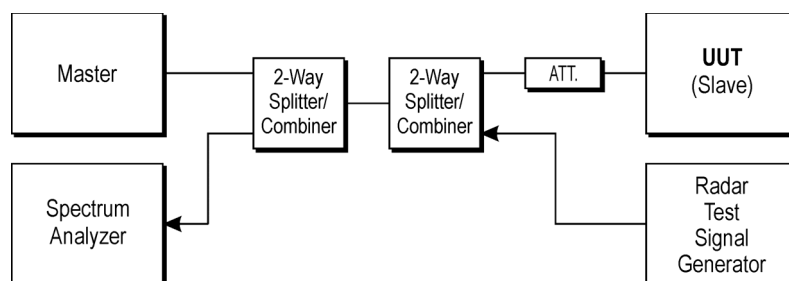 Master
2-Way
Splitter/
Combiner
2-Way
Splitter/
Combiner
ATT.
UUT
(Slave)
Spectrum
Analyzer
Radar
Test
Signal
Generator